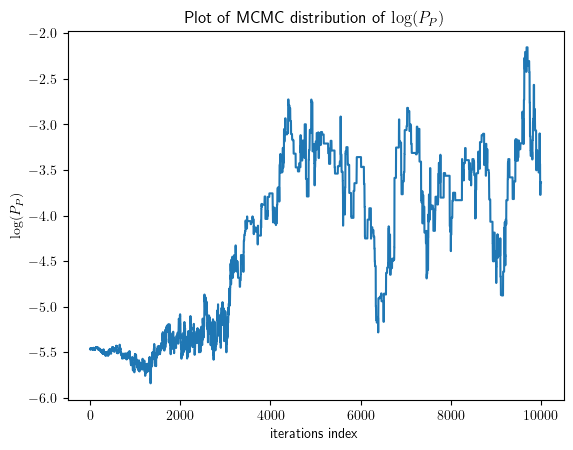 Plot of MCMC distribution of log(P_P)
−2.0
−2.5
−3.0
−3.5
−4.0
−4.5
−5.0
−5.5
−6.0
log(P_P)
0 2000 4000 6000 8000 10000
iterations index